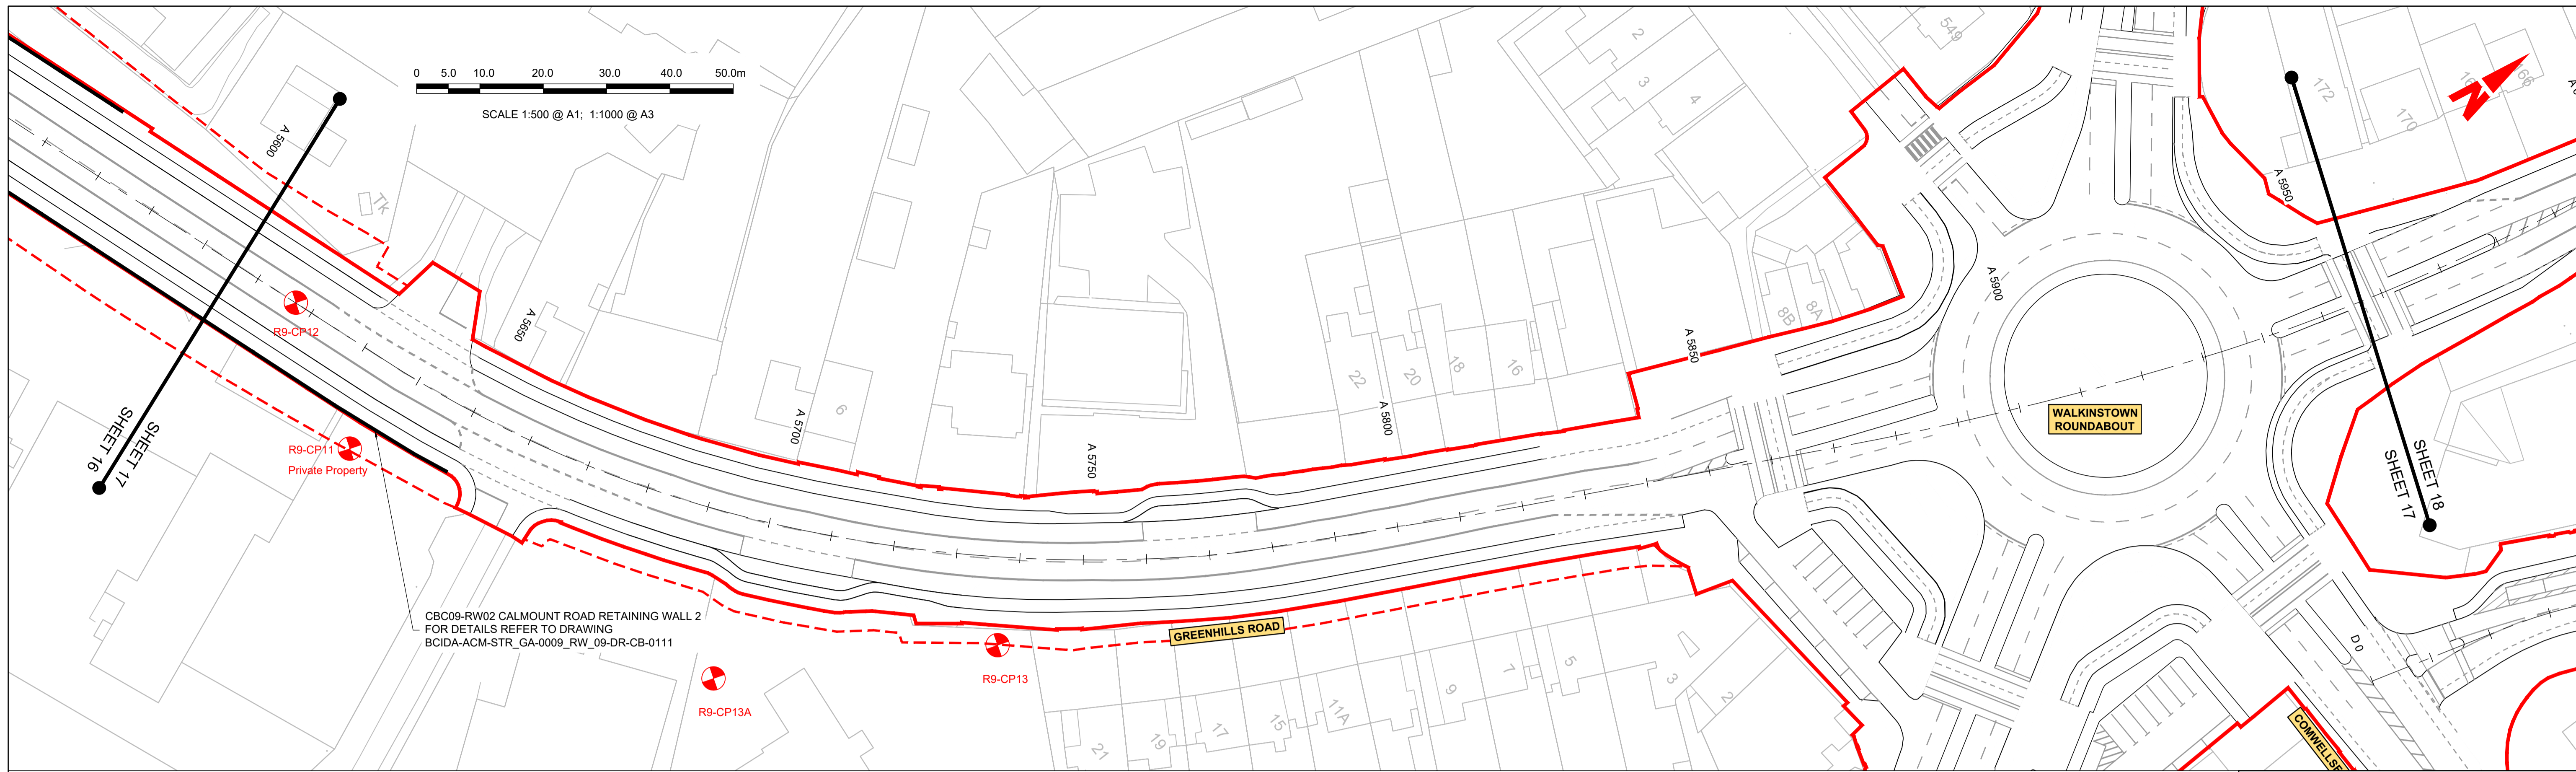 0 5.0 10.0 20.0 30.0 40.0 50.0m
SCALE 1:500 @ A1; 1:1000 @ A3
A 5600
Tk
R9-CP12
R9-CP11
Private Property
SHEET 16
SHEET 17
CBC09-RW02 CALMOUNT ROAD RETAINING WALL 2
FOR DETAILS REFER TO DRAWING
BCIDA-ACM-STR_GA-0009_RW_09-DR-CB-0111
A 5650
A 5700
6
R9-CP13A
R9-CP13
A 5750
GREENHILLS ROAD
A 5800
22
20
18
16
21
19
17
15
11A
9
7
5
3
2
2
3
4
549
8B
8A
A 5850
A 5900
WALKINSTOWN
ROUNDABOUT
A 5950
172
170
66
N
SHEET 17
SHEET 18
D 0